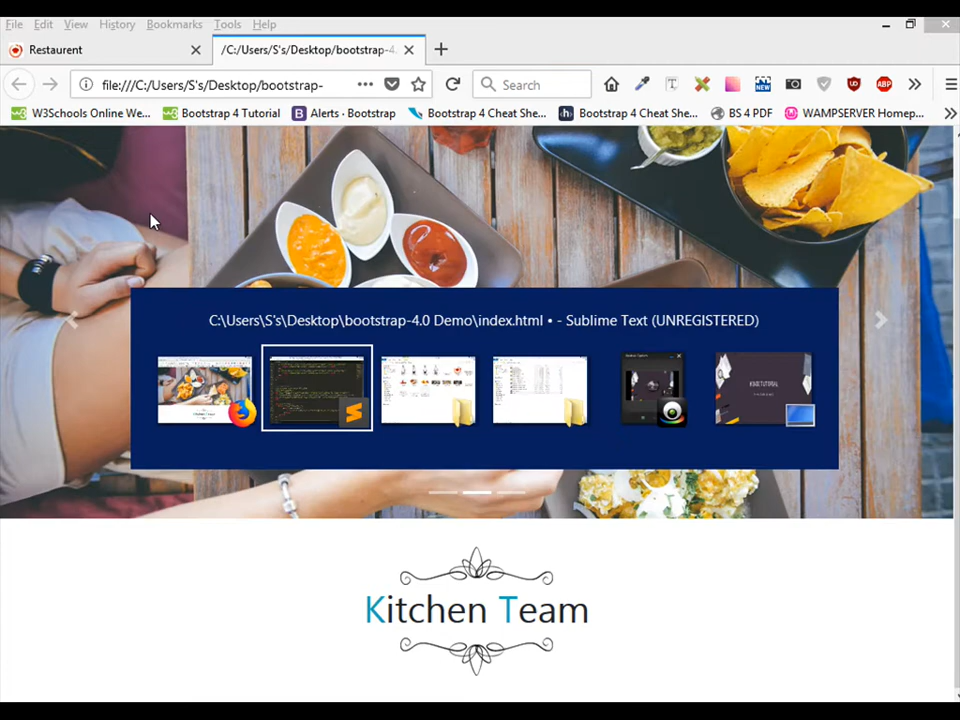 File Edit View History Bookmarks Tools Help
Restaurent
/C:/Users/S's/Desktop/bootstrap-4.
file:///C:/Users/S's/Desktop/bootstrap-
Search
W3Schools Online We... Bootstrap 4 Tutorial Alerts · Bootstrap Bootstrap 4 Cheat She... Bootstrap 4 Cheat She... BS 4 PDF WAMPSERVER Homep...
C:\Users\S's\Desktop\bootstrap-4.0 Demo\index.html • - Sublime Text (UNREGISTERED)
Kitchen Team